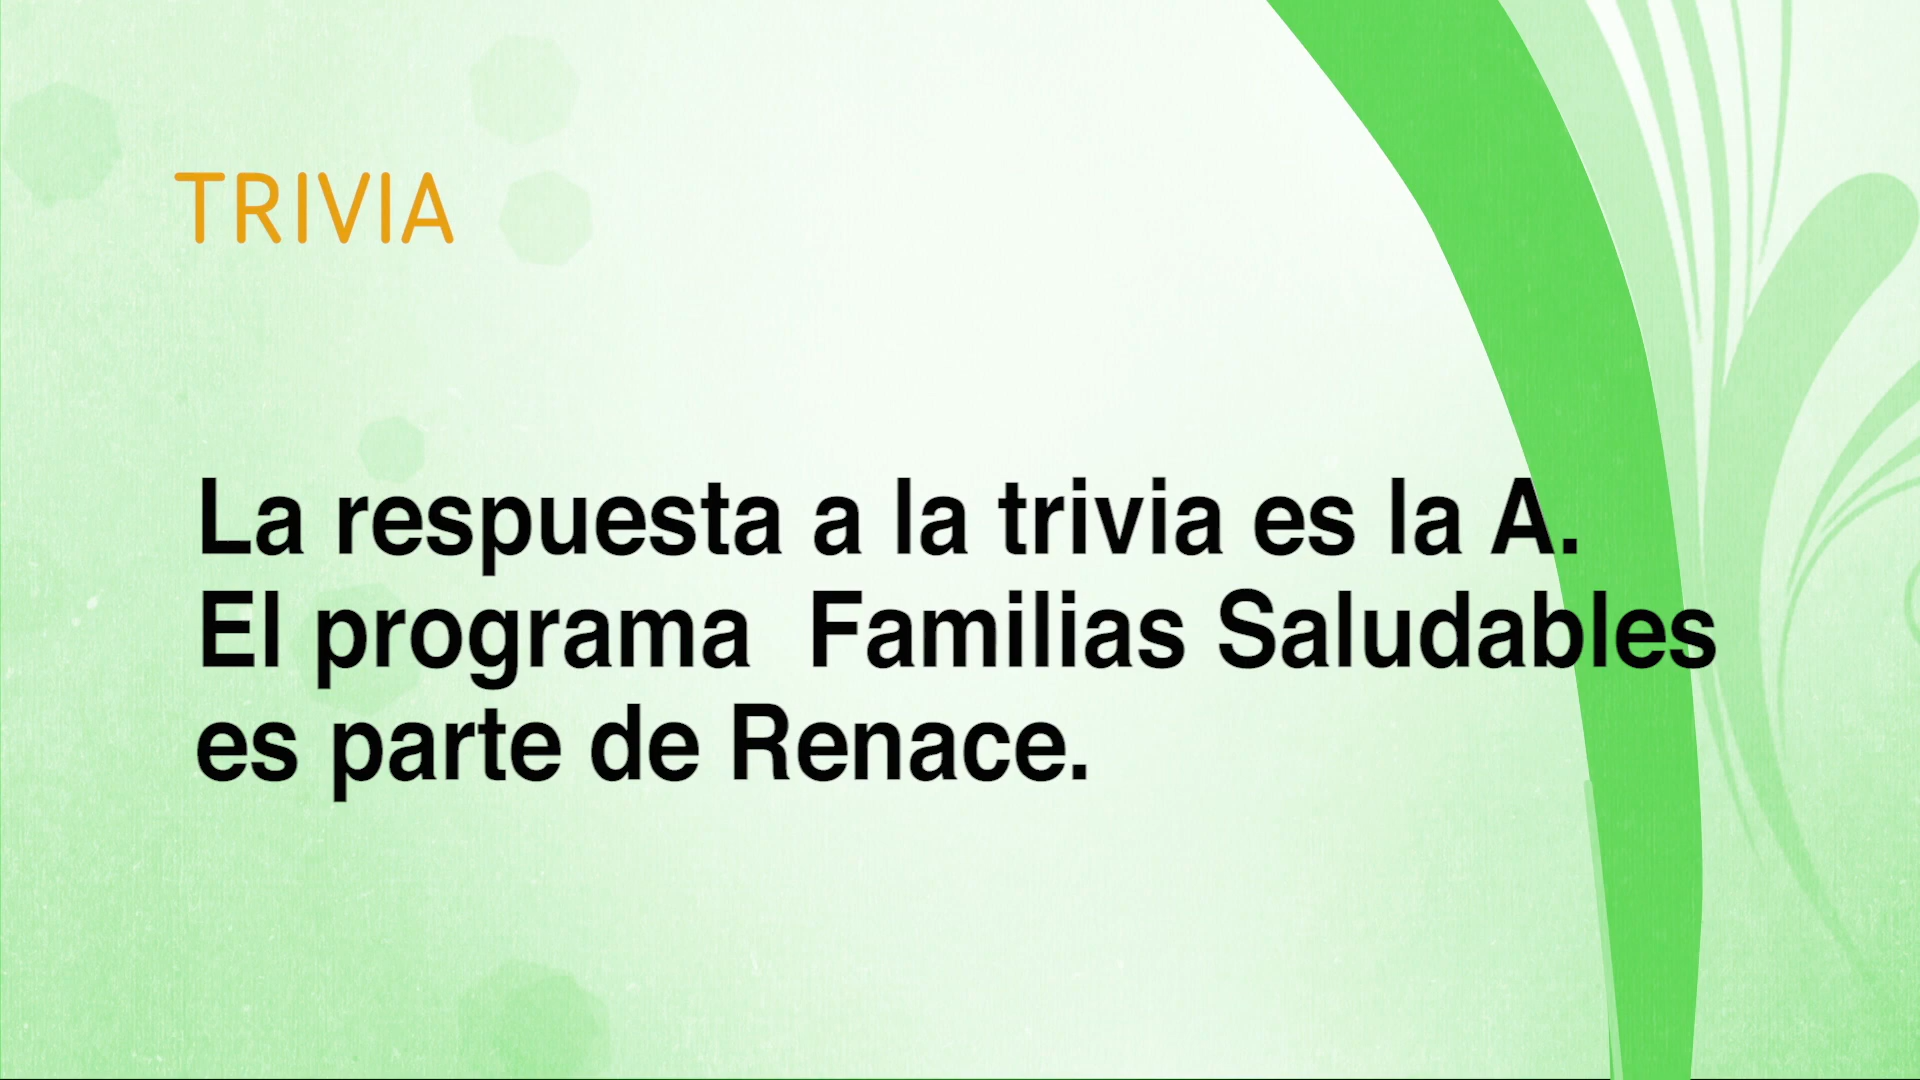 TRIVIA
La respuesta a la trivia es la A.
El programa  Familias Saludables
es parte de Renace.